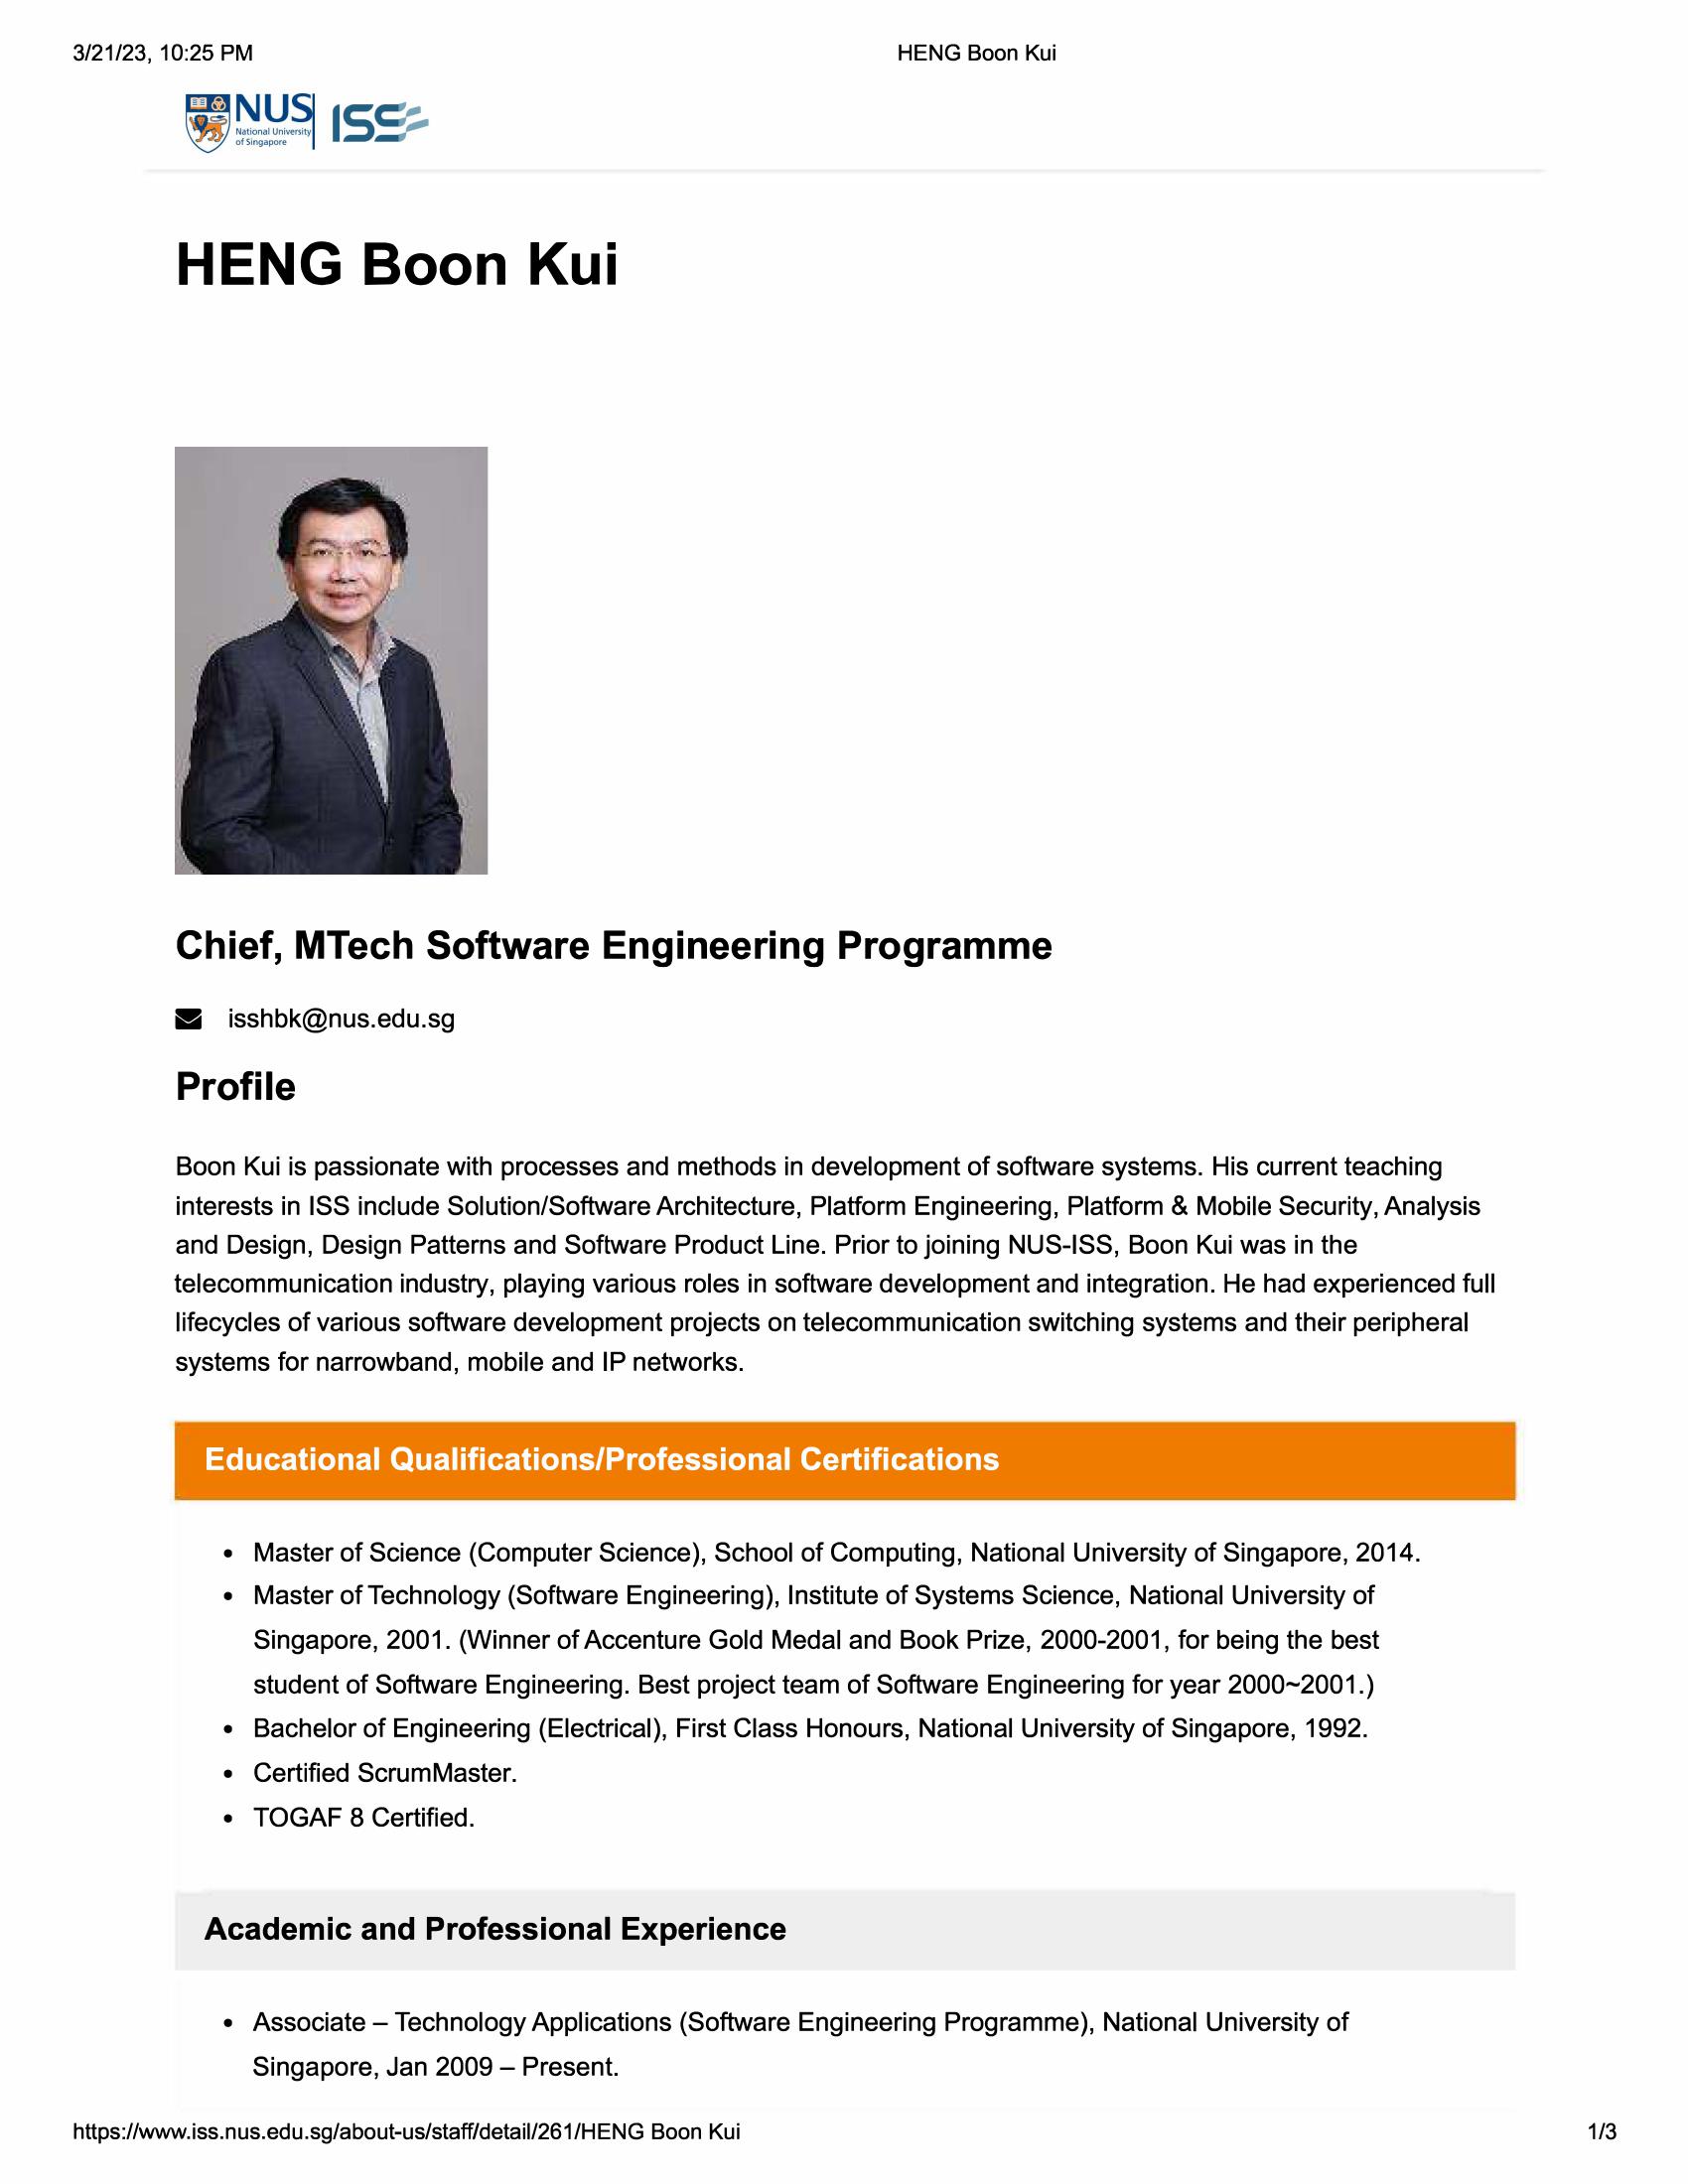 3/21/23, 10:25 PM
HENG Boon Kui
NUS
National University
of Singapore
ISS
HENG Boon Kui
Chief, MTech Software Engineering Programme
isshbk@nus.edu.sg
Profile
Boon Kui is passionate with processes and methods in development of software systems. His current teaching
interests in ISS include Solution/Software Architecture, Platform Engineering, Platform & Mobile Security, Analysis
and Design, Design Patterns and Software Product Line. Prior to joining NUS-ISS, Boon Kui was in the
telecommunication industry, playing various roles in software development and integration. He had experienced full
lifecycles of various software development projects on telecommunication switching systems and their peripheral
systems for narrowband, mobile and IP networks.
Educational Qualifications/Professional Certifications
• Master of Science (Computer Science), School of Computing, National University of Singapore, 2014.
• Master of Technology (Software Engineering), Institute of Systems Science, National University of
Singapore, 2001. (Winner of Accenture Gold Medal and Book Prize, 2000-2001, for being the best
student of Software Engineering. Best project team of Software Engineering for year 2000~2001.)
• Bachelor of Engineering (Electrical), First Class Honours, National University of Singapore, 1992.
• Certified ScrumMaster.
• TOGAF 8 Certified.
Academic and Professional Experience
• Associate – Technology Applications (Software Engineering Programme), National University of
Singapore, Jan 2009 – Present.
https://www.iss.nus.edu.sg/about-us/staff/detail/261/HENG Boon Kui
1/3